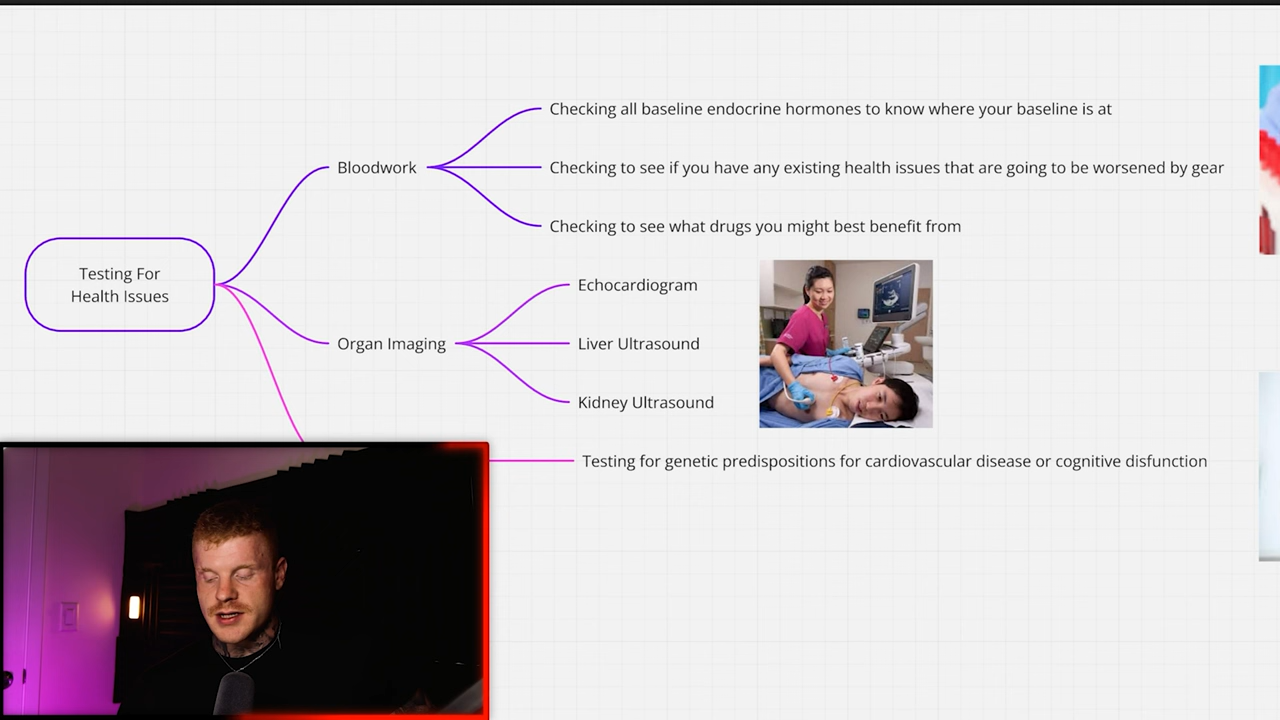 Testing For
Health Issues
Bloodwork
Checking all baseline endocrine hormones to know where your baseline is at
Checking to see if you have any existing health issues that are going to be worsened by gear
Checking to see what drugs you might best benefit from
Organ Imaging
Echocardiogram
Liver Ultrasound
Kidney Ultrasound
Testing for genetic predispositions for cardiovascular disease or cognitive disfunction